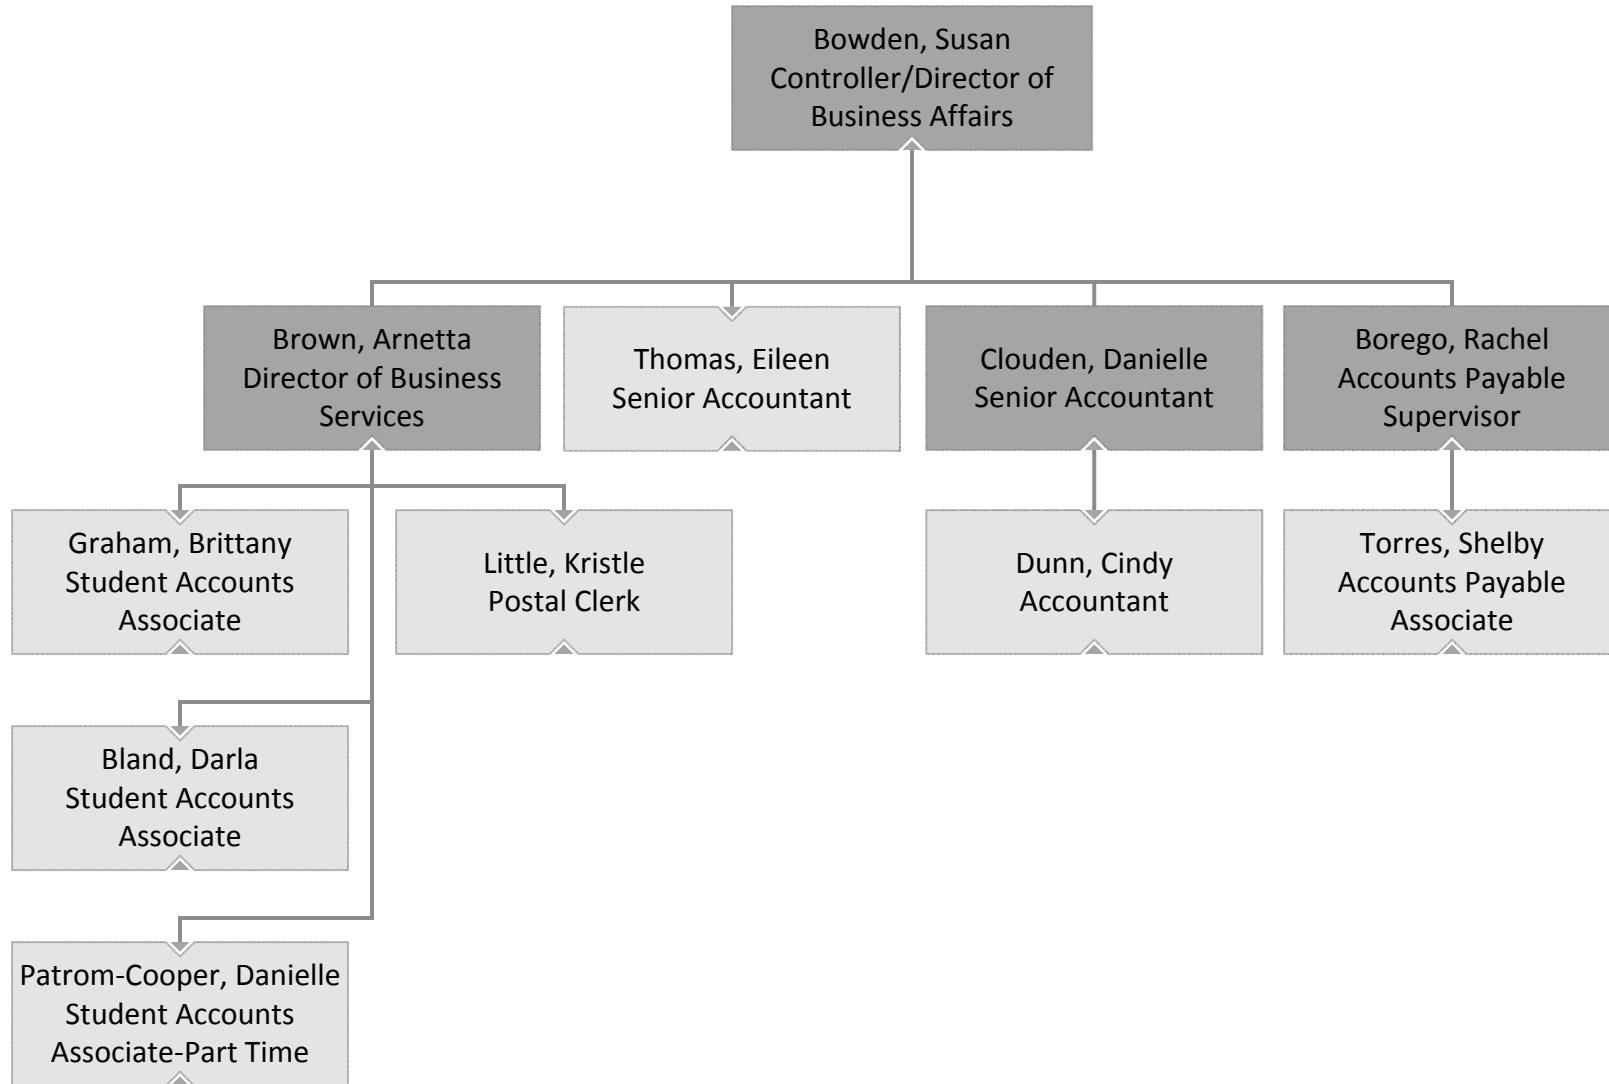 Bowden, Susan
Controller/Director of
Business Affairs
Brown, Arnetta
Director of Business
Services
Thomas, Eileen
Senior Accountant
Clouden, Danielle
Senior Accountant
Borego, Rachel
Accounts Payable
Supervisor
Graham, Brittany
Student Accounts
Associate
Little, Kristle
Postal Clerk
Dunn, Cindy
Accountant
Torres, Shelby
Accounts Payable
Associate
Bland, Darla
Student Accounts
Associate
Patrom-Cooper, Danielle
Student Accounts
Associate-Part Time